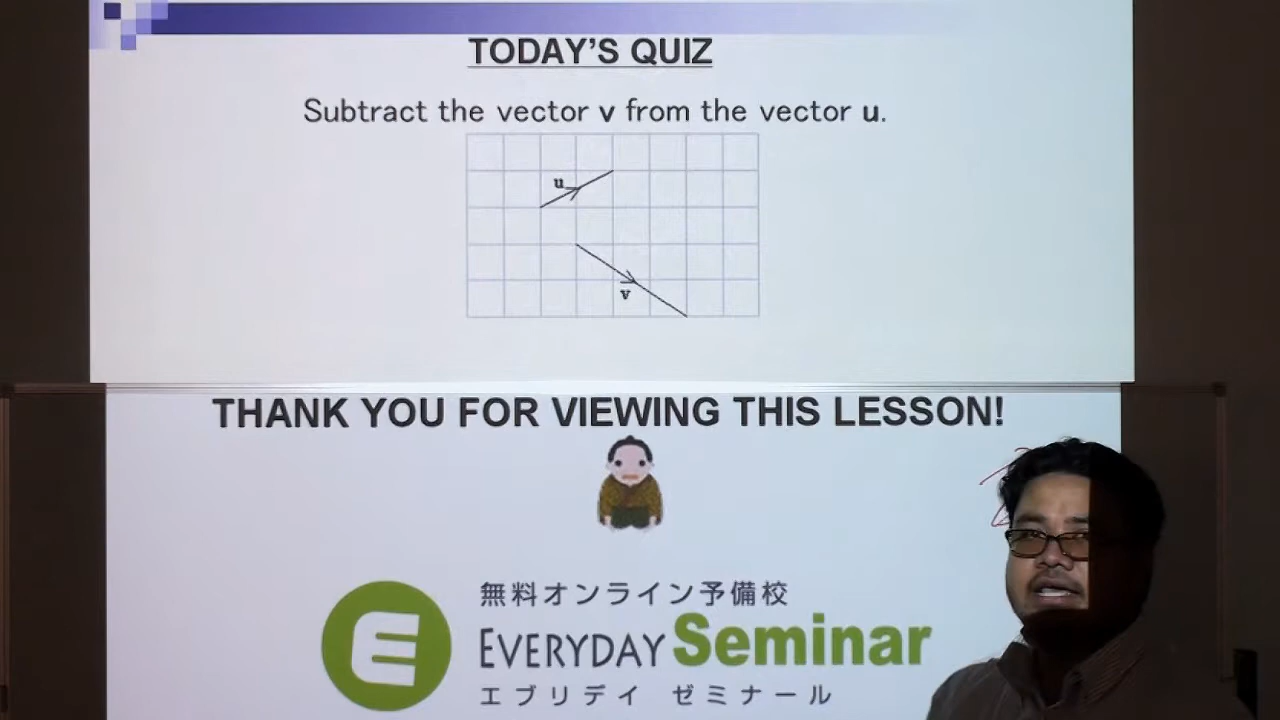 TODAY'S QUIZ
Subtract the vector v from the vector u.
u
v
THANK YOU FOR VIEWING THIS LESSON!
無料オンライン予備校
EVERYDAY Seminar
エブリデイ ゼミナール